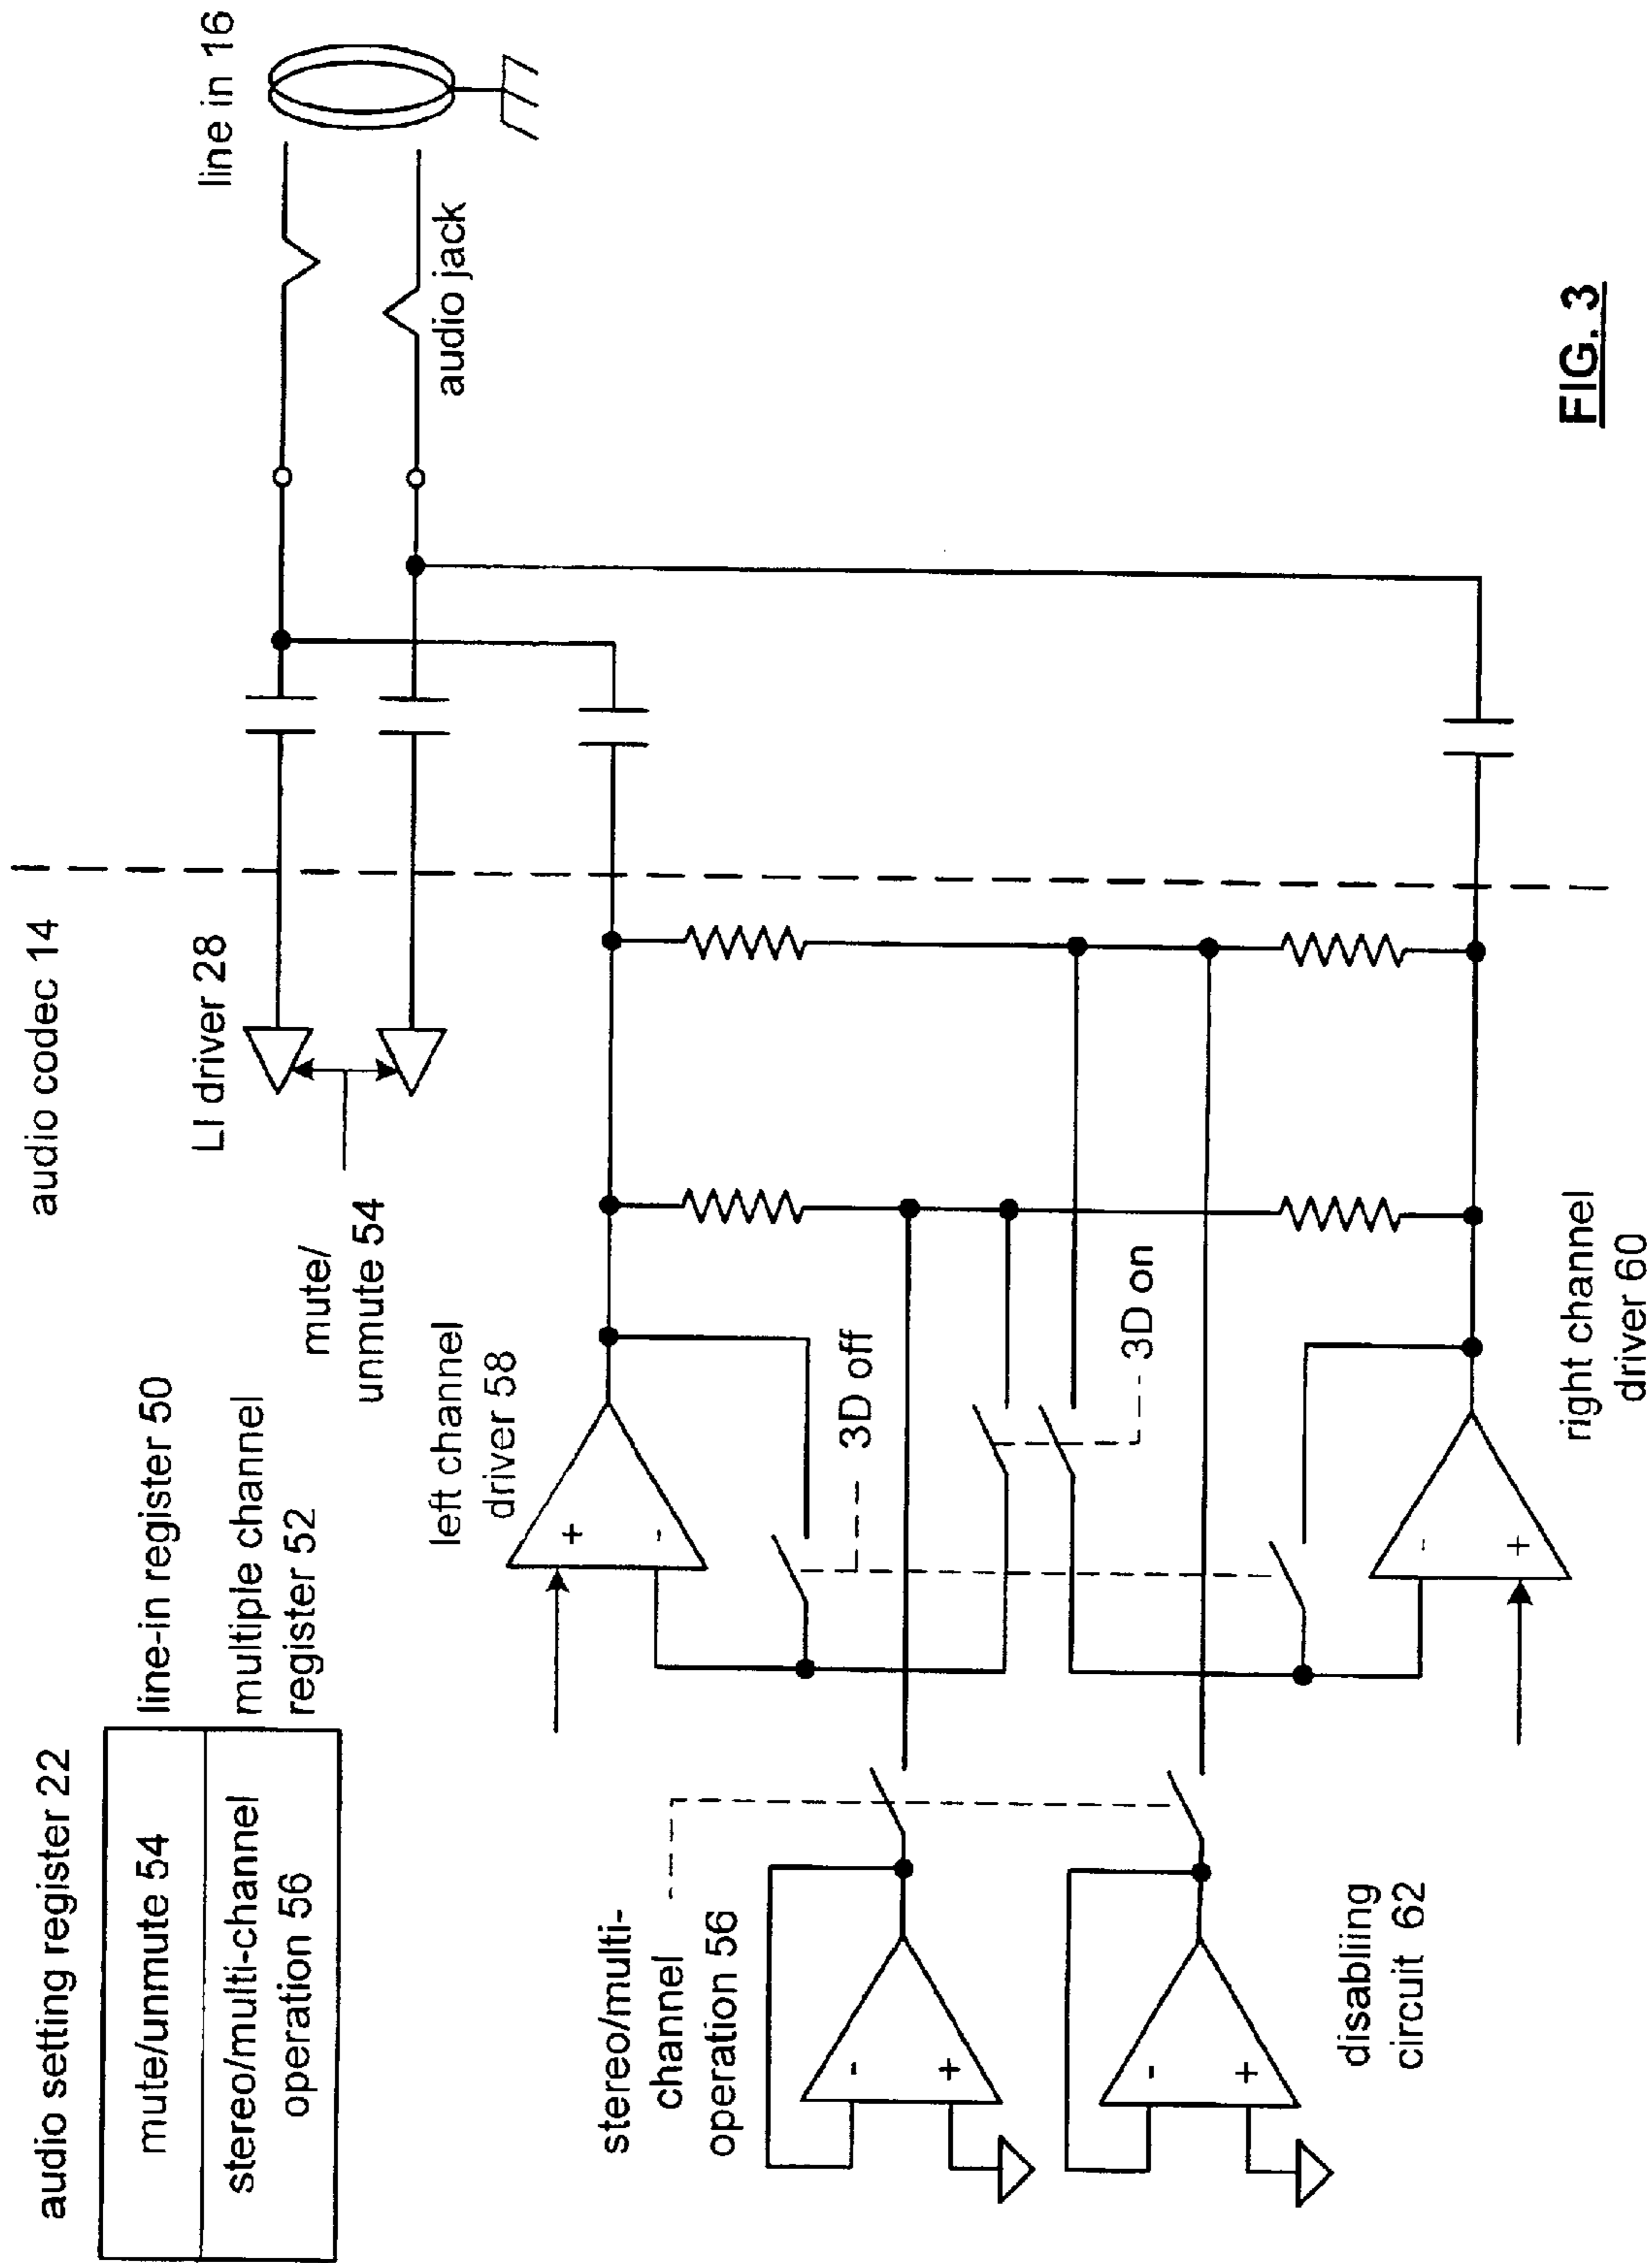 audio setting register 22
mute/unmute 54
stereo/multi-channel
operation 56
line-in register 50
multiple channel
register 52
audio codec 14
LI driver 28
mute/
unmute 54
line in 16
audio jack
left channel
driver 58
+
-
3D off
3D on
stereo/multi-
channel
operation 56
-
+
-
+
disabling
circuit 62
-
+
right channel
driver 60
FIG. 3